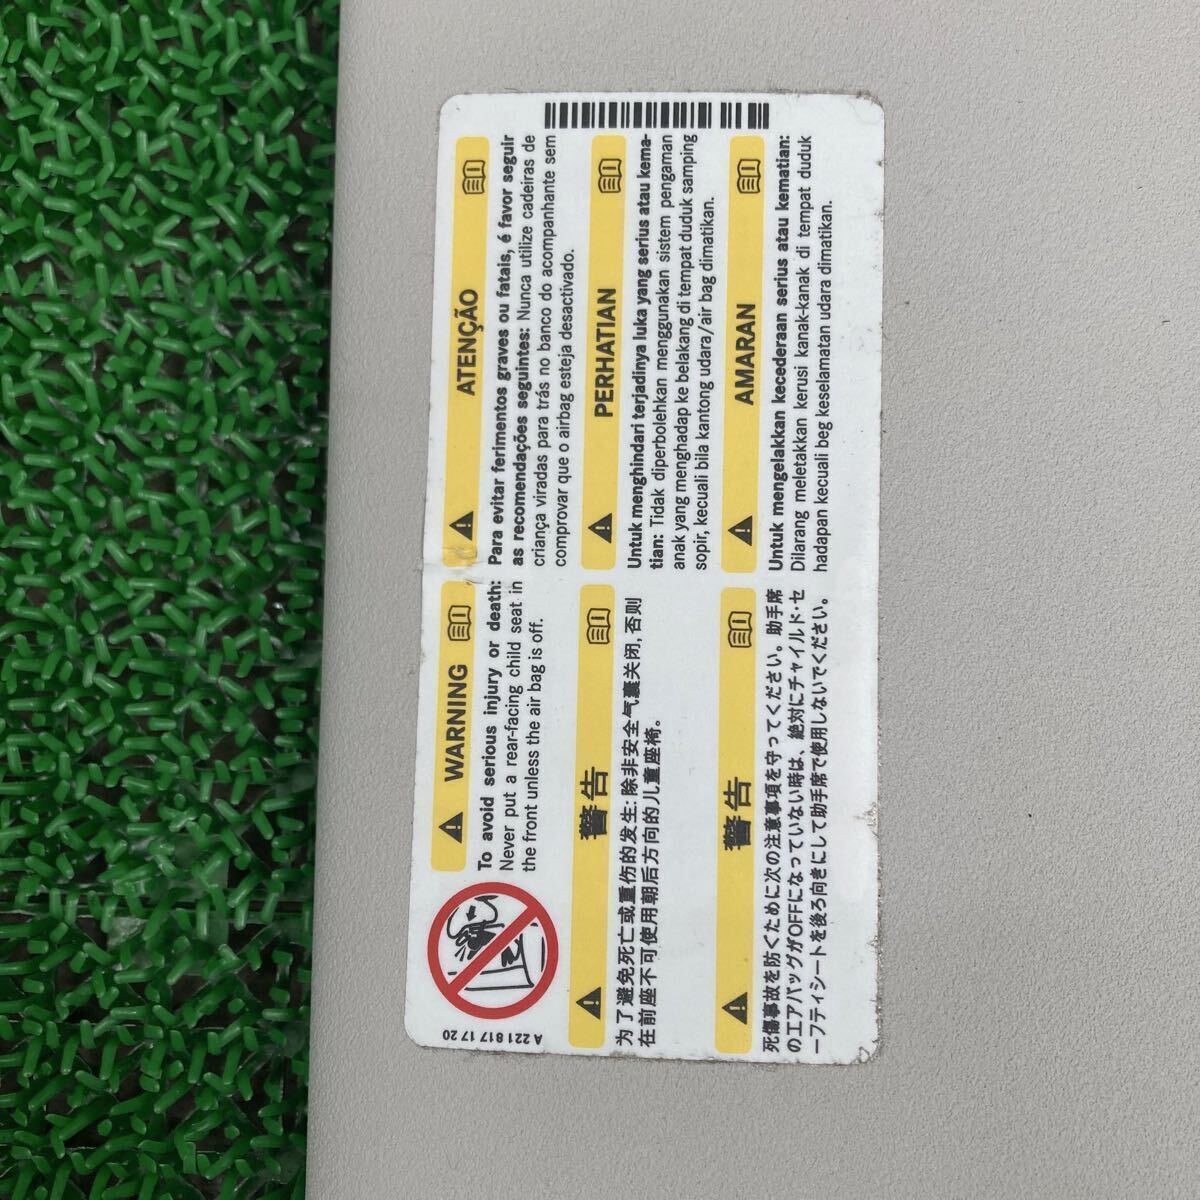 A 221 817 17 20
WARNING
To avoid serious injury or death:
Never put a rear-facing child seat in
the front unless the air bag is off.
ATENÇÃO
Para evitar ferimentos graves ou fatais, é favor seguir
as recomendações seguintes: Nunca utilize cadeiras de
criança viradas para trás no banco do acompanhante sem
comprovar que o airbag esteja desactivado.
警告
为了避免死亡或重伤的发生: 除非安全气囊关闭, 否则
在前座不可使用朝后方向的儿童座椅。
PERHATIAN
Untuk menghindari terjadinya luka yang serius atau kema-
tian: Tidak diperbolehkan menggunakan sistem pengaman
anak yang menghadap ke belakang di tempat duduk samping
sopir, kecuali bila kantong udara/air bag dimatikan.
警告
死傷事故を防ぐために次の注意事項を守ってください。助手席
のエアバッグがOFFになっていない時は、絶対にチャイルド・セ
ーフティシートを後ろ向きにして助手席で使用しないでください。
AMARAN
Untuk mengelakkan kecederaan serius atau kematian:
Dilarang meletakkan kerusi kanak-kanak di tempat duduk
hadapan kecuali beg keselamatan udara dimatikan.